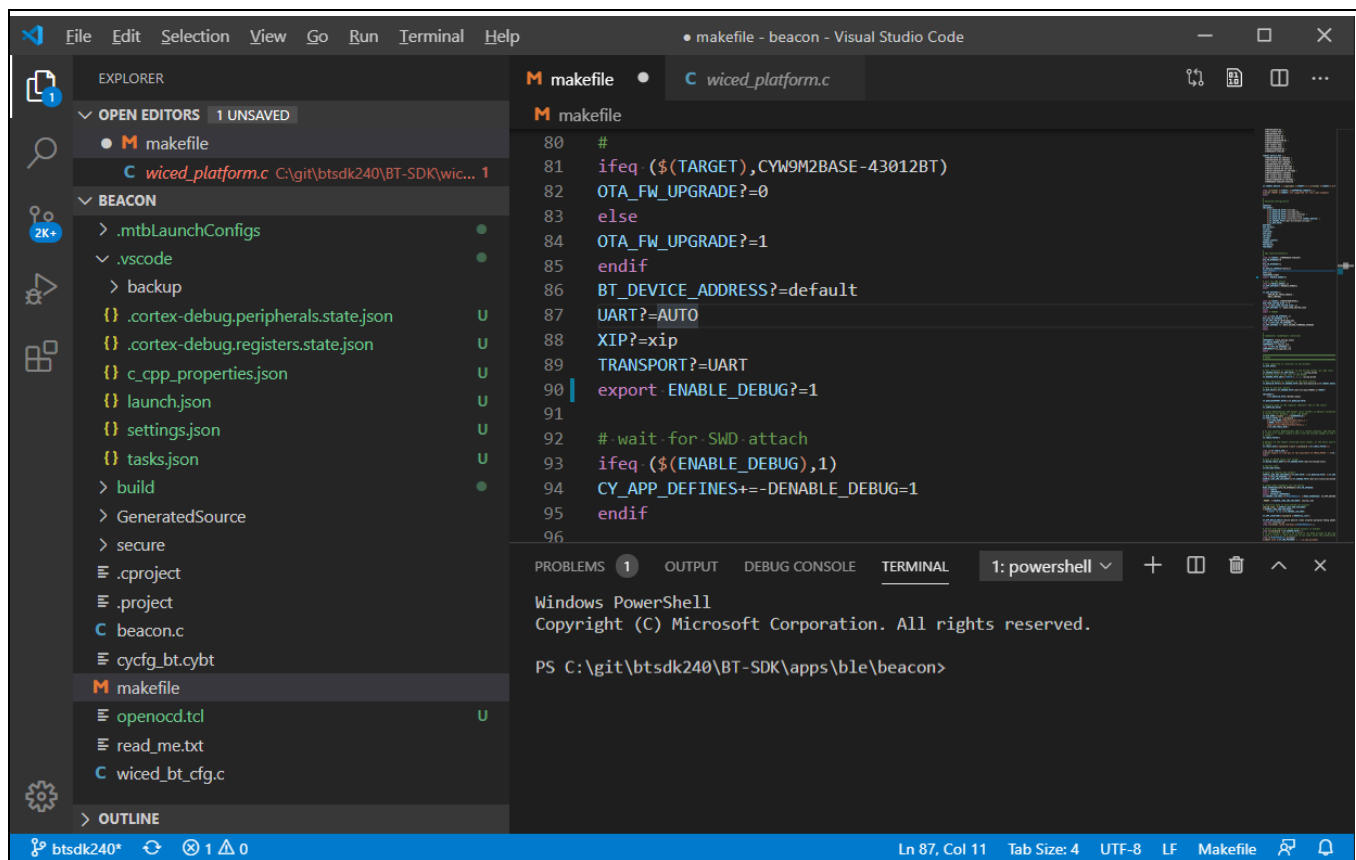 File Edit Selection View Go Run Terminal Help
● makefile - beacon - Visual Studio Code
EXPLORER
OPEN EDITORS 1 UNSAVED
● M makefile
C wiced_platform.c C:\git\btsdk240\BT-SDK\wic... 1
BEACON
> .mtbLaunchConfigs
.vscode
> backup
{} .cortex-debug.peripherals.state.json U
{} .cortex-debug.registers.state.json U
{} c_cpp_properties.json U
{} launch.json U
{} settings.json U
{} tasks.json U
> build
> GeneratedSource
> secure
.cproject
.project
C beacon.c
cycfg_bt.cybt
M makefile
openocd.tcl U
read_me.txt
C wiced_bt_cfg.c
> OUTLINE
1
2K+
M makefile ●
C wiced_platform.c
M makefile
80 #
81 ifeq ($(TARGET),CYW9M2BASE-43012BT)
82 OTA_FW_UPGRADE?=0
83 else
84 OTA_FW_UPGRADE?=1
85 endif
86 BT_DEVICE_ADDRESS?=default
87 UART?=AUTO
88 XIP?=xip
89 TRANSPORT?=UART
90 export ENABLE_DEBUG?=1
91
92 # wait for SWD attach
93 ifeq ($(ENABLE_DEBUG),1)
94 CY_APP_DEFINES+=-DENABLE_DEBUG=1
95 endif
96
PROBLEMS 1 OUTPUT DEBUG CONSOLE TERMINAL 1: powershell
Windows PowerShell
Copyright (C) Microsoft Corporation. All rights reserved.
PS C:\git\btsdk240\BT-SDK\apps\ble\beacon>
btsdk240* 1 0
Ln 87, Col 11 Tab Size: 4 UTF-8 LF Makefile